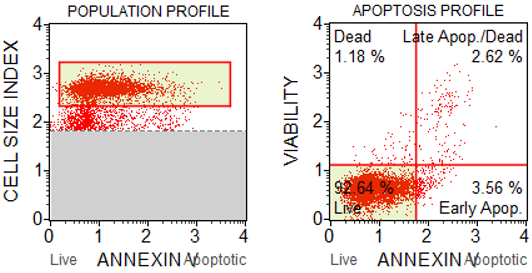 POPULATION PROFILE
CELL SIZE INDEX
4
3
2
1
0
0 1 2 3 4
Live ANNEXIN V Apoptotic
APOPTOSIS PROFILE
VIABILITY
4
3
2
1
0
Dead Late Apop./Dead
1.18 % 2.62 %
92.64 % 3.56 %
Live Early Apop.
0 1 2 3 4
Live ANNEXIN V Apoptotic